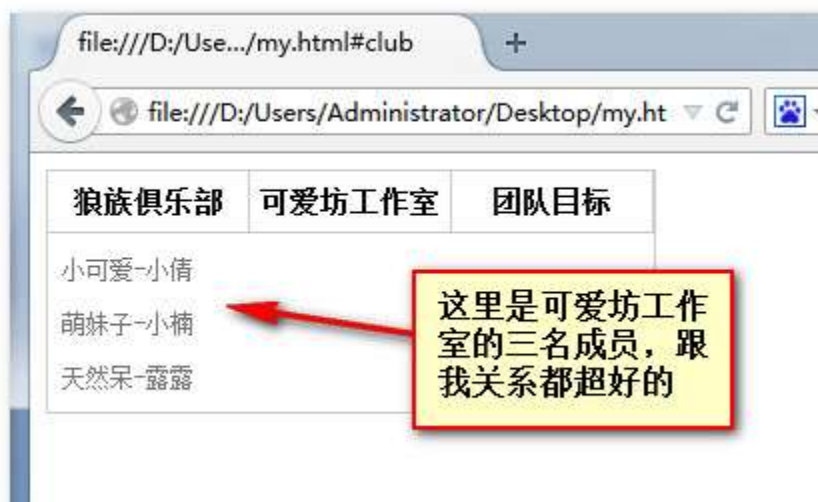 file:///D:/Use.../my.html#club
file:///D:/Users/Administrator/Desktop/my.ht
狼族俱乐部 可爱坊工作室 团队目标
小可爱-小倩
萌妹子-小楠
天然呆-露露
这里是可爱坊工作
室的三名成员，跟
我关系都超好的